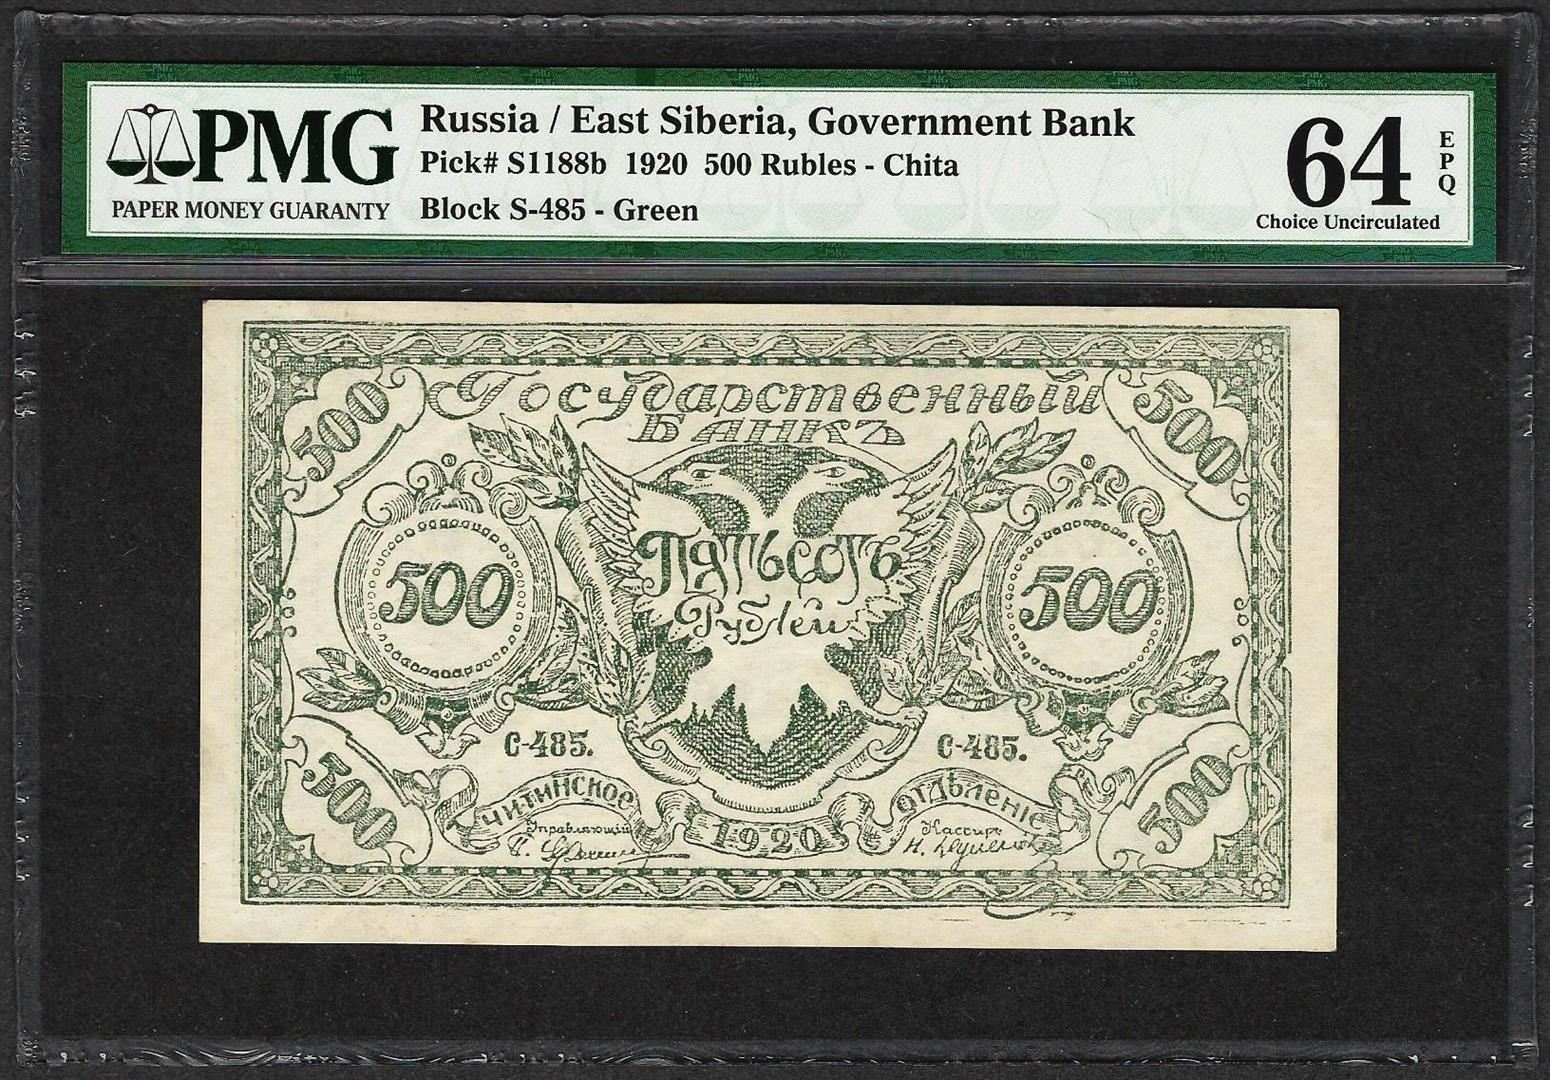 PMG
PAPER MONEY GUARANTY
Russia / East Siberia, Government Bank
Pick# S1188b 1920 500 Rubles - Chita
Block S-485 - Green
64
EPQ
Choice Uncirculated
500
Государственный
500
Банкъ
Пятьсотъ
500
500
Рублей
С-485.
С-485.
500
Читинское
Отдѣленіе
500
Управляющій
1920
Кассиръ
Н.